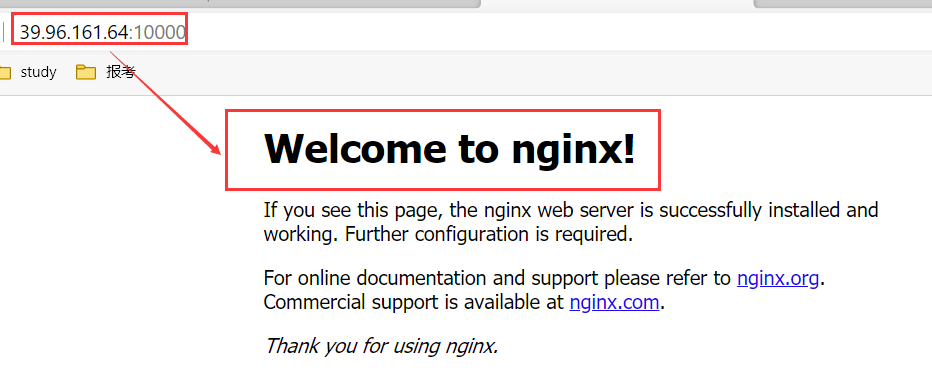 39.96.161.64:10000
study 报考
Welcome to nginx!
If you see this page, the nginx web server is successfully installed and
working. Further configuration is required.
For online documentation and support please refer to nginx.org.
Commercial support is available at nginx.com.
Thank you for using nginx.